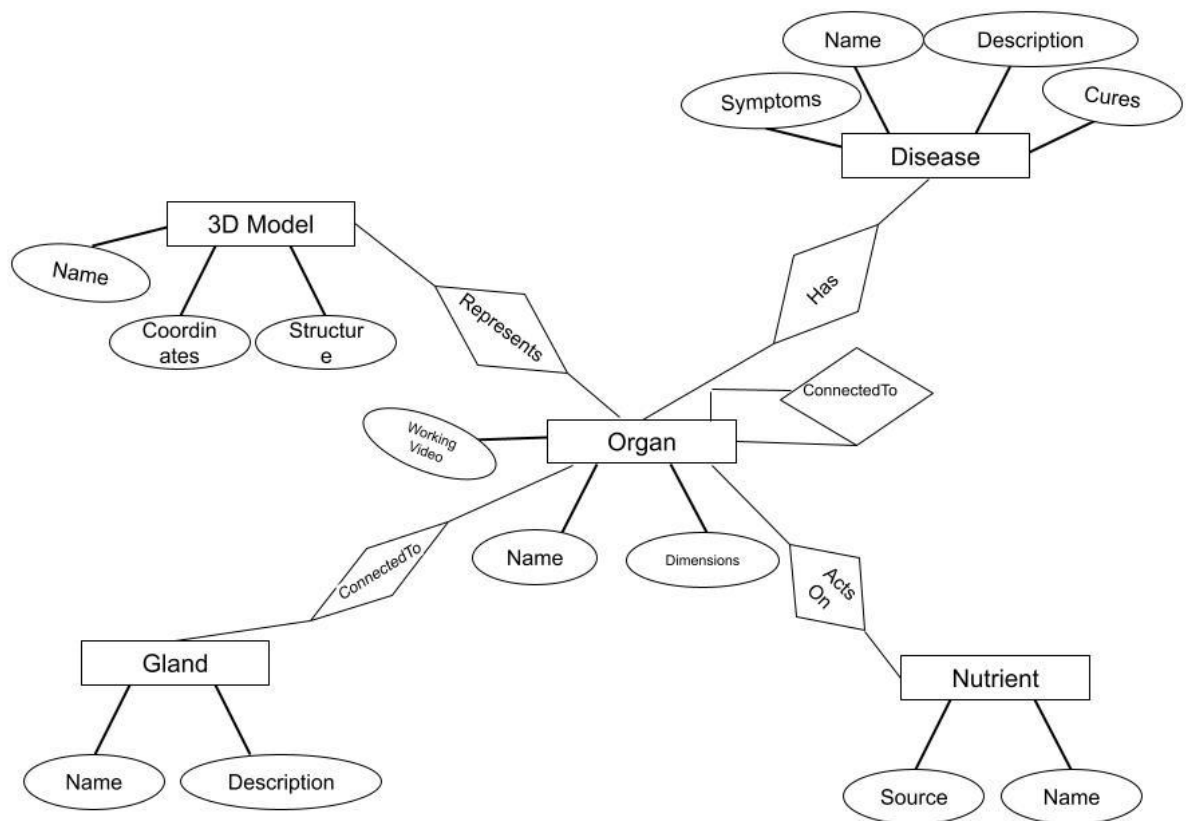 Name
Description
Symptoms
Cures
Disease
3D Model
Name
Coordin
ates
Structur
e
Represents
Has
ConnectedTo
Working
Video
Organ
Name
Dimensions
ConnectedTo
Acts
On
Gland
Nutrient
Name
Description
Source
Name